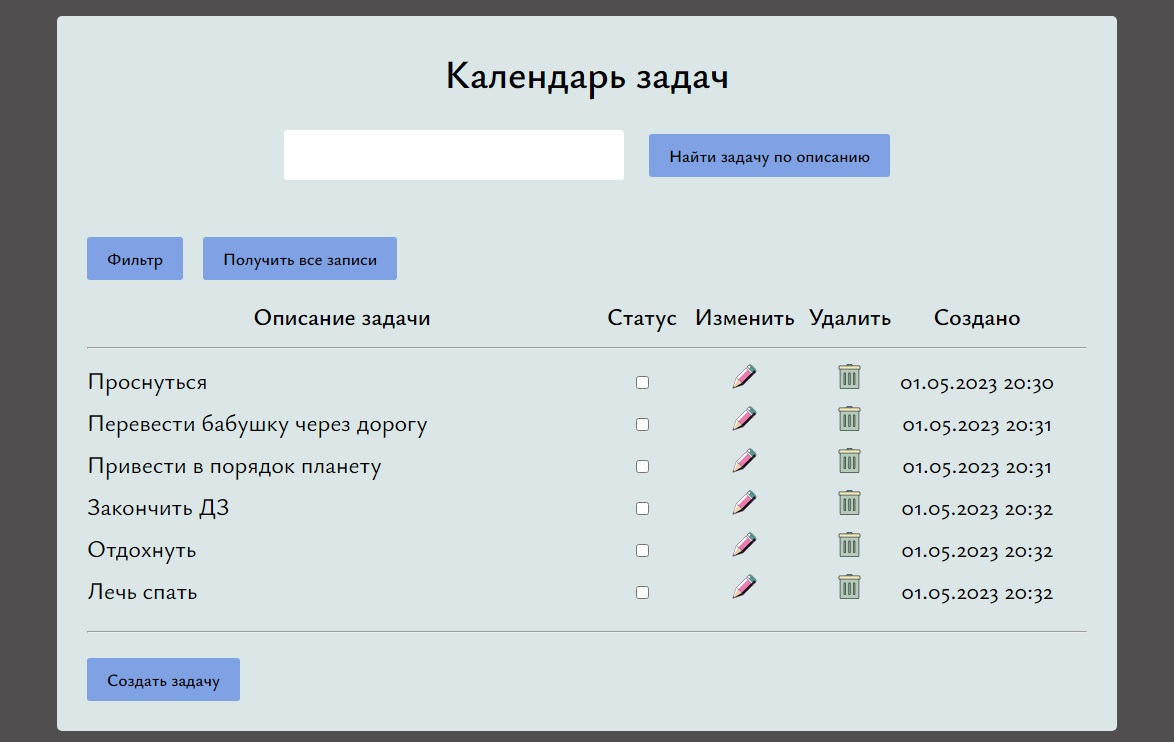 Календарь задач
Найти задачу по описанию
Фильтр Получить все записи
Описание задачи Статус Изменить Удалить Создано
Проснуться 01.05.2023 20:30
Перевести бабушку через дорогу 01.05.2023 20:31
Привести в порядок планету 01.05.2023 20:31
Закончить ДЗ 01.05.2023 20:32
Отдохнуть 01.05.2023 20:32
Лечь спать 01.05.2023 20:32
Создать задачу